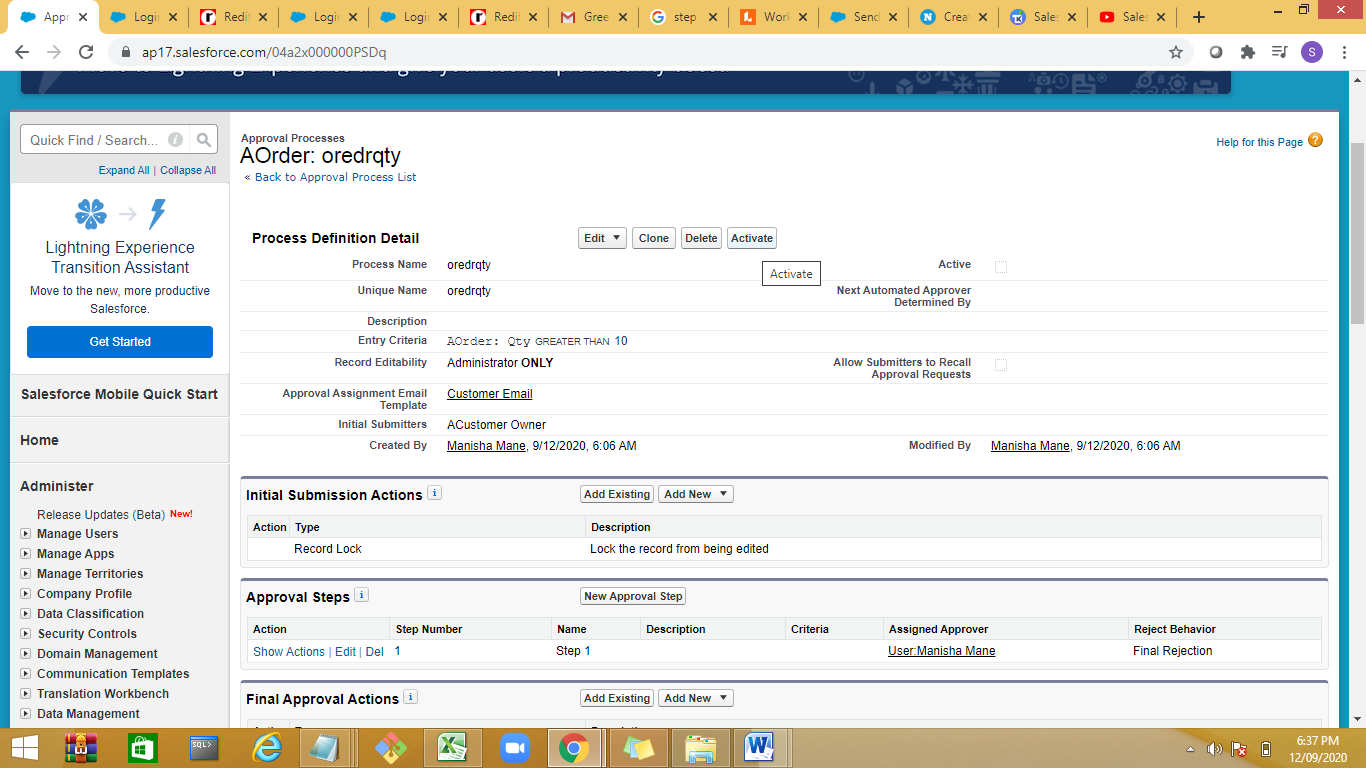 Appr
Login
Redif
Login
Login
Redif
Gree
step
Work
Send
Creat
Sales
Sales
ap17.salesforce.com/04a2x000000PSDq
S
Quick Find / Search...
Expand All | Collapse All
Lightning Experience
Transition Assistant
Move to the new, more productive
Salesforce.
Get Started
Salesforce Mobile Quick Start
Home
Administer
Release Updates (Beta) New!
Manage Users
Manage Apps
Manage Territories
Company Profile
Data Classification
Security Controls
Domain Management
Communication Templates
Translation Workbench
Data Management
Approval Processes
AOrder: oredrqty
« Back to Approval Process List
Help for this Page ?
Process Definition Detail
Edit Clone Delete Activate
Activate
Process Name oredrqty Active
Unique Name oredrqty Next Automated Approver
Determined By
Description
Entry Criteria AOrder: Qty GREATER THAN 10
Record Editability Administrator ONLY Allow Submitters to Recall
Approval Requests
Approval Assignment Email
Template Customer Email
Initial Submitters ACustomer Owner
Created By Manisha Mane, 9/12/2020, 6:06 AM Modified By Manisha Mane, 9/12/2020, 6:06 AM
Initial Submission Actions i Add Existing Add New
Action Type Description
Record Lock Lock the record from being edited
Approval Steps i New Approval Step
Action Step Number Name Description Criteria Assigned Approver Reject Behavior
Show Actions | Edit | Del 1 Step 1 User:Manisha Mane Final Rejection
Final Approval Actions i Add Existing Add New
SQL>
6:37 PM
12/09/2020